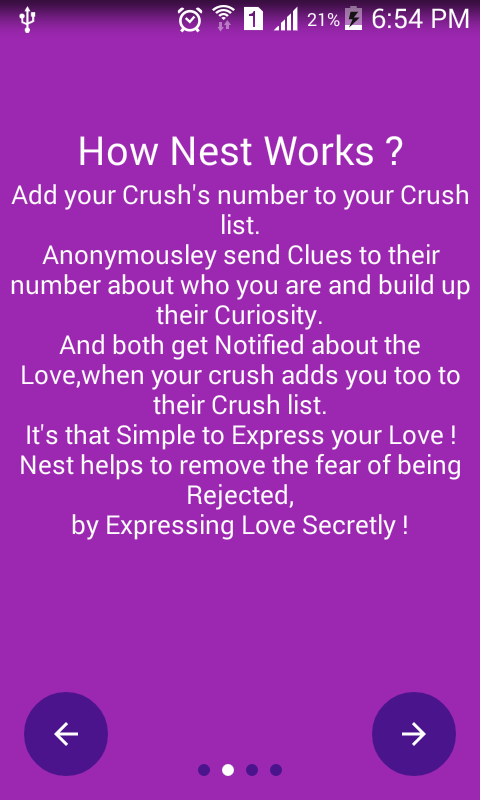 1 21% 6:54 PM
How Nest Works ?
Add your Crush's number to your Crush
list.
Anonymousley send Clues to their
number about who you are and build up
their Curiosity.
And both get Notified about the
Love,when your crush adds you too to
their Crush list.
It's that Simple to Express your Love !
Nest helps to remove the fear of being
Rejected,
by Expressing Love Secretly !